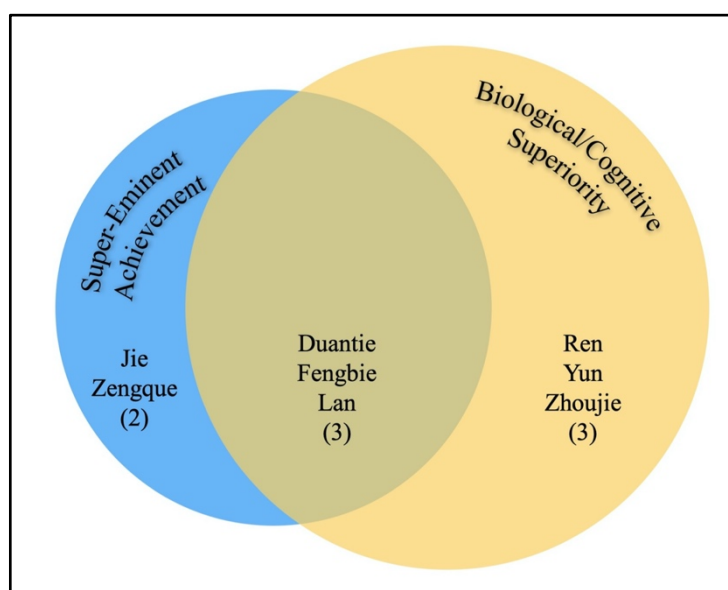 Super-Eminent
Achievement
Biological/Cognitive
Superiority
Jie
Zengque
(2)
Duantie
Fengbie
Lan
(3)
Ren
Yun
Zhoujie
(3)